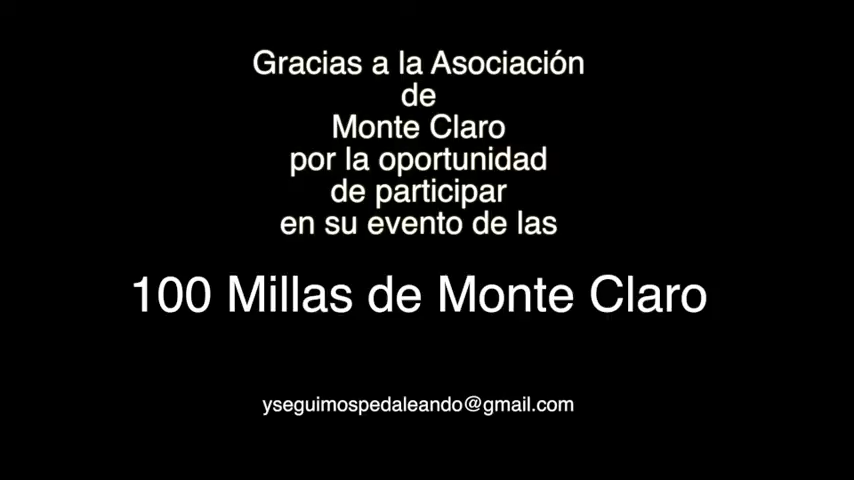 Gracias a la Asociación
de
Monte Claro
por la oportunidad
de participar
en su evento de las
100 Millas de Monte Claro
yseguimospedaleando@gmail.com